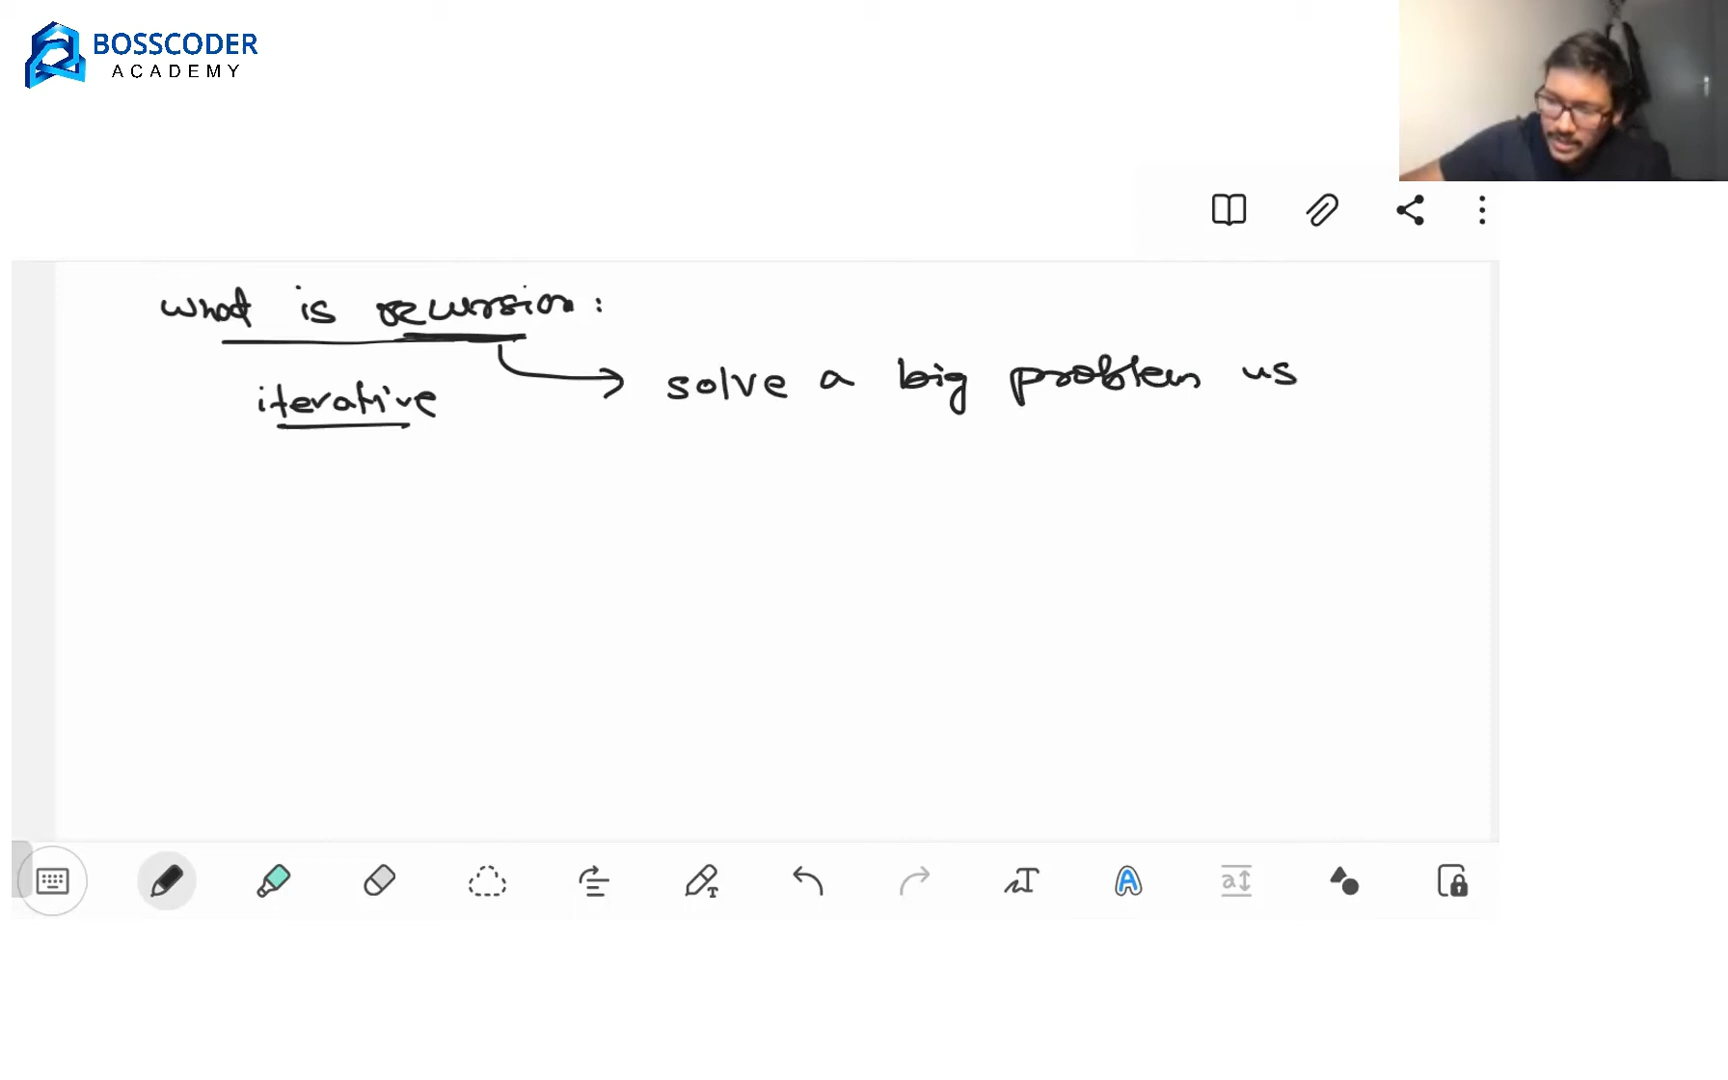 BOSSCODER
ACADEMY
what is recursion:
iterative
solve a big problem us
T
T
A
a